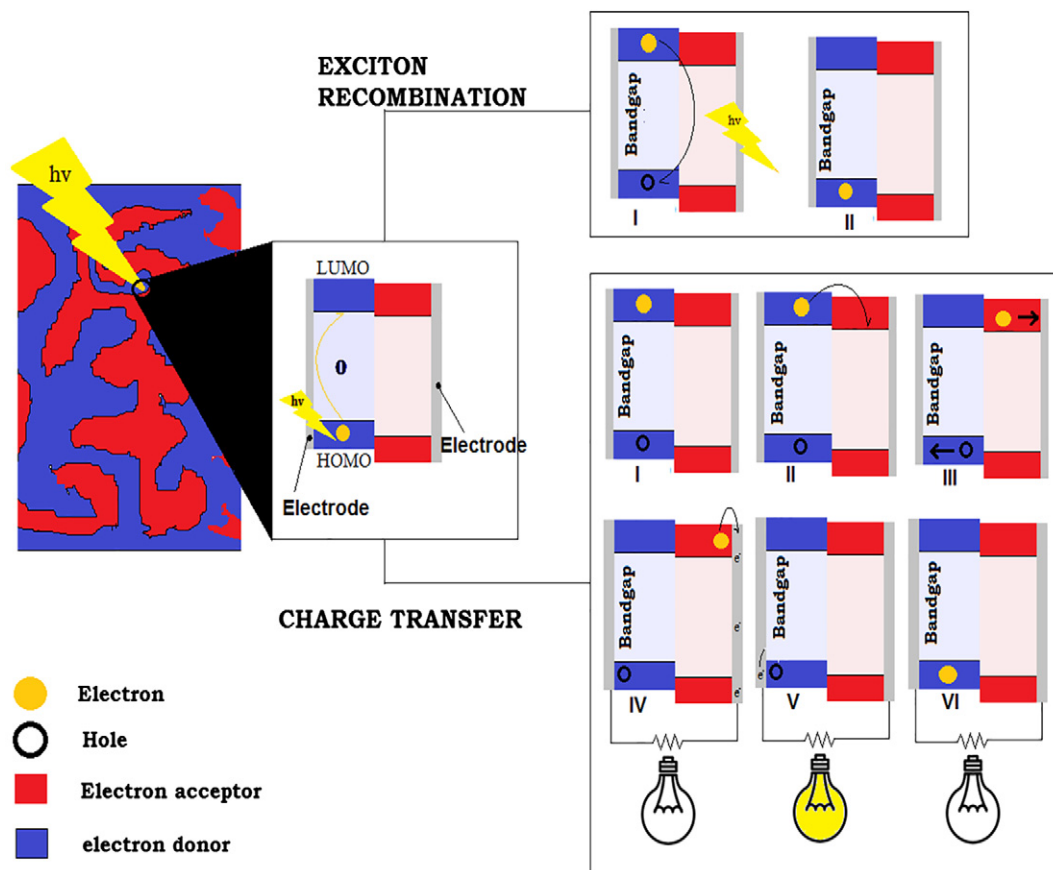 EXCITON
RECOMBINATION
hv
Bandgap
I
hv
Bandgap
II
LUMO
hv
HOMO
Electrode
Electrode
Bandgap
I
Bandgap
II
Bandgap
III
CHARGE TRANSFER
Bandgap
IV
Bandgap
V
Bandgap
VI
Electron
Hole
Electron acceptor
electron donor